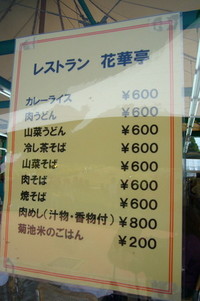 レストラン 花華亭
カレーライス ￥600
肉うどん ￥600
山菜うどん ￥600
冷し茶そば ￥600
山菜そば ￥600
肉そば ￥600
焼そば ￥600
肉めし（汁物・香物付）￥800
菊池米のごはん ￥200